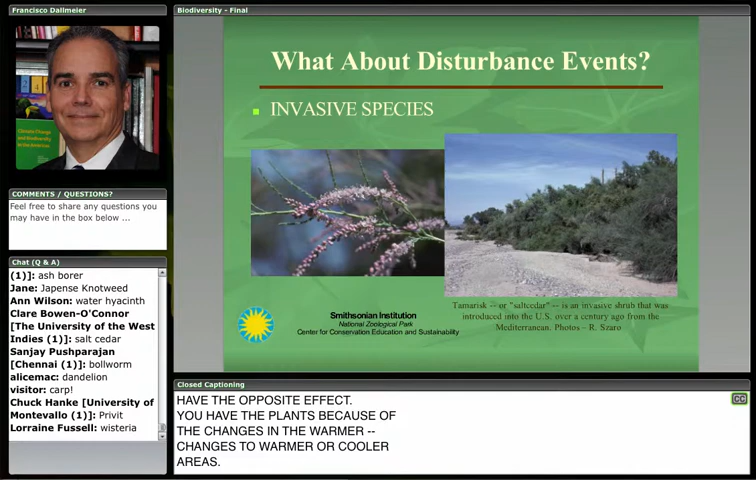 Francisco Dallmeier
COMMENTS / QUESTIONS?
Feel free to share any questions you
may have in the box below ...
Chat (Q & A)
(1)]: ash borer
Jane: Japense Knotweed
Ann Wilson: water hyacinth
Clare Bowen-O'Connor
[The University of the West
Indies (1)]: salt cedar
Sanjay Pushparajan
[Chennai (1)]: bollworm
alicemac: dandelion
visitor: carp!
Chuck Hanke [University of
Montevallo (1)]: Privit
Lorraine Fussell: wisteria
Biodiversity - Final
What About Disturbance Events?
INVASIVE SPECIES
Smithsonian Institution
National Zoological Park
Center for Conservation Education and Sustainability
Tamarisk -- or "saltcedar" -- is an invasive shrub that was
introduced into the U.S. over a century ago from the
Mediterranean. Photos – R. Szaro
Closed Captioning
HAVE THE OPPOSITE EFFECT.
YOU HAVE THE PLANTS BECAUSE OF
THE CHANGES IN THE WARMER --
CHANGES TO WARMER OR COOLER
AREAS.
CC